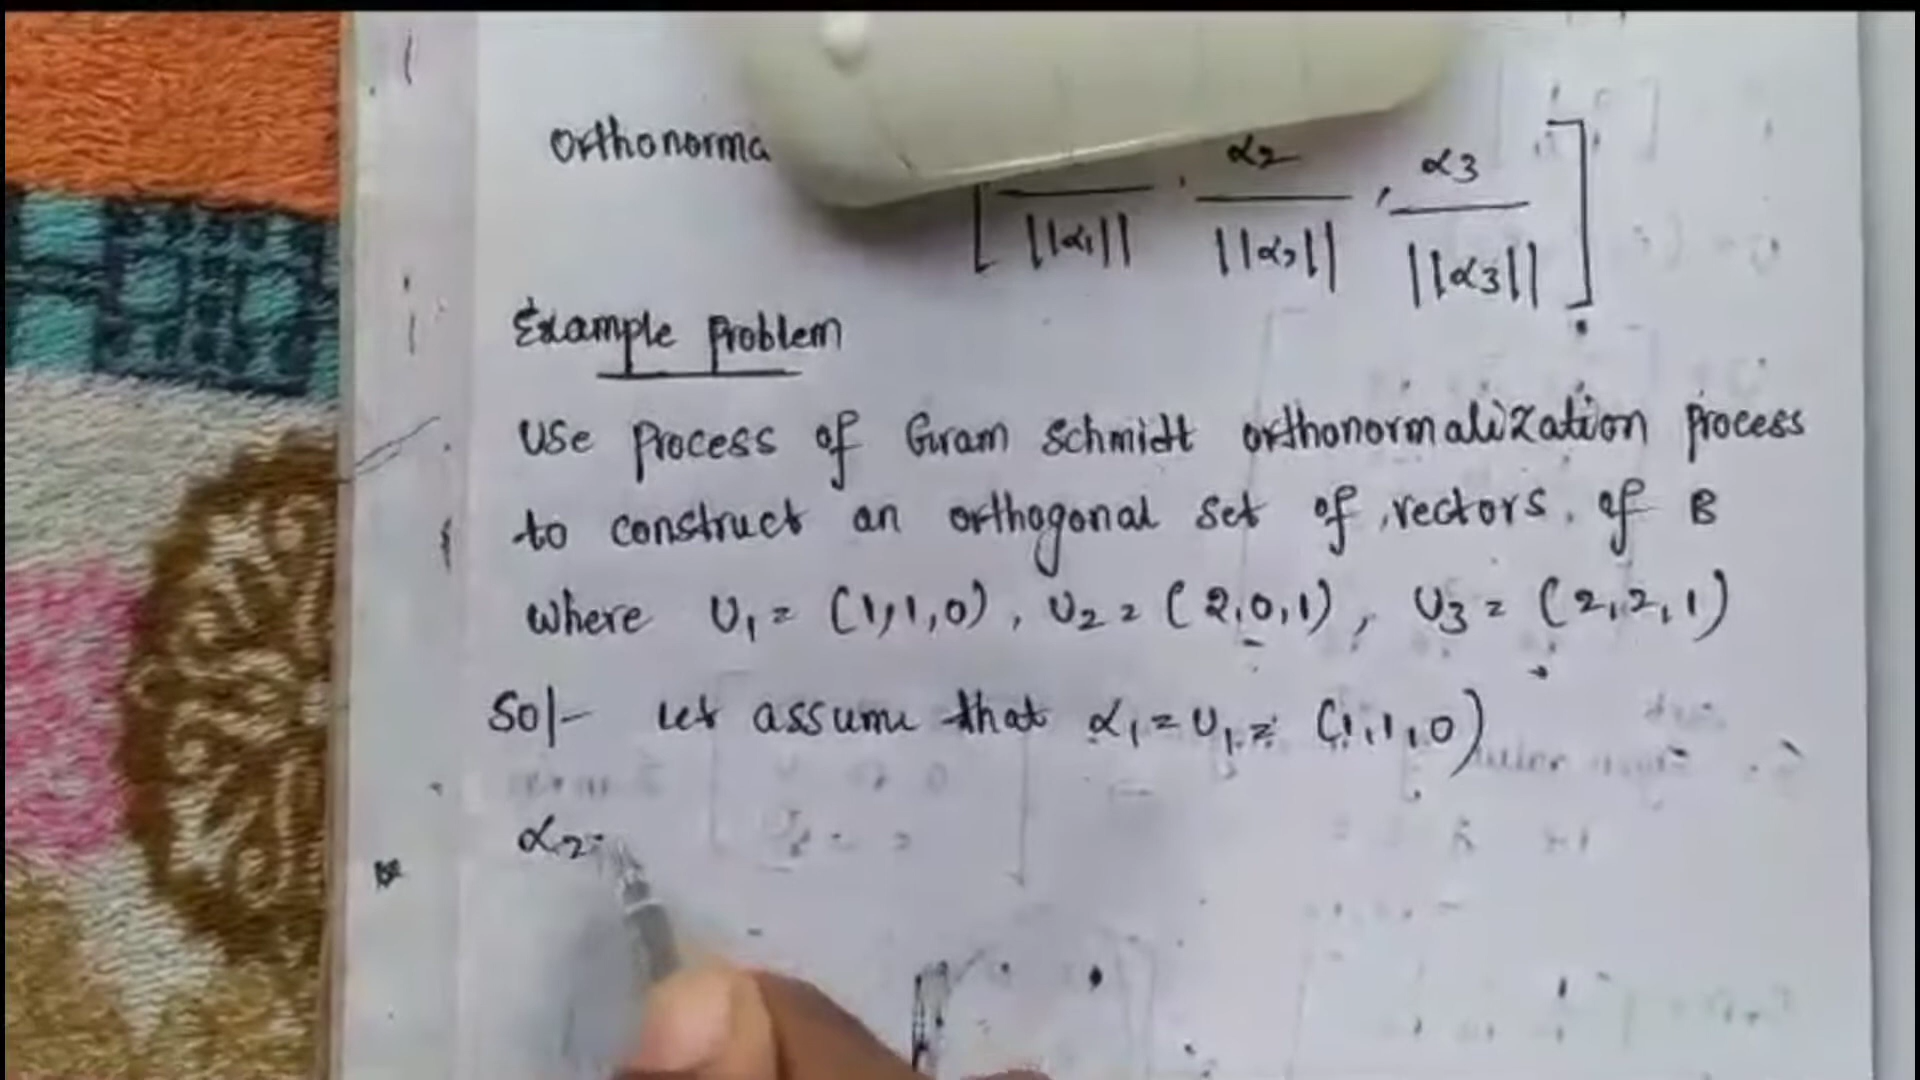 Orthonorma
[ ‾‾‾ / ||α1|| , α2 / ||α2|| , α3 / ||α3|| ]
Example Problem
Use process of Gram Schmidt orthonormalization process
to construct an orthogonal set of vectors. of B
where U1 = (1,1,0), U2 = (2,0,1), U3 = (2,2,1)
Sol- Let assume that α1 = U1 = (1,1,0)
α2 =